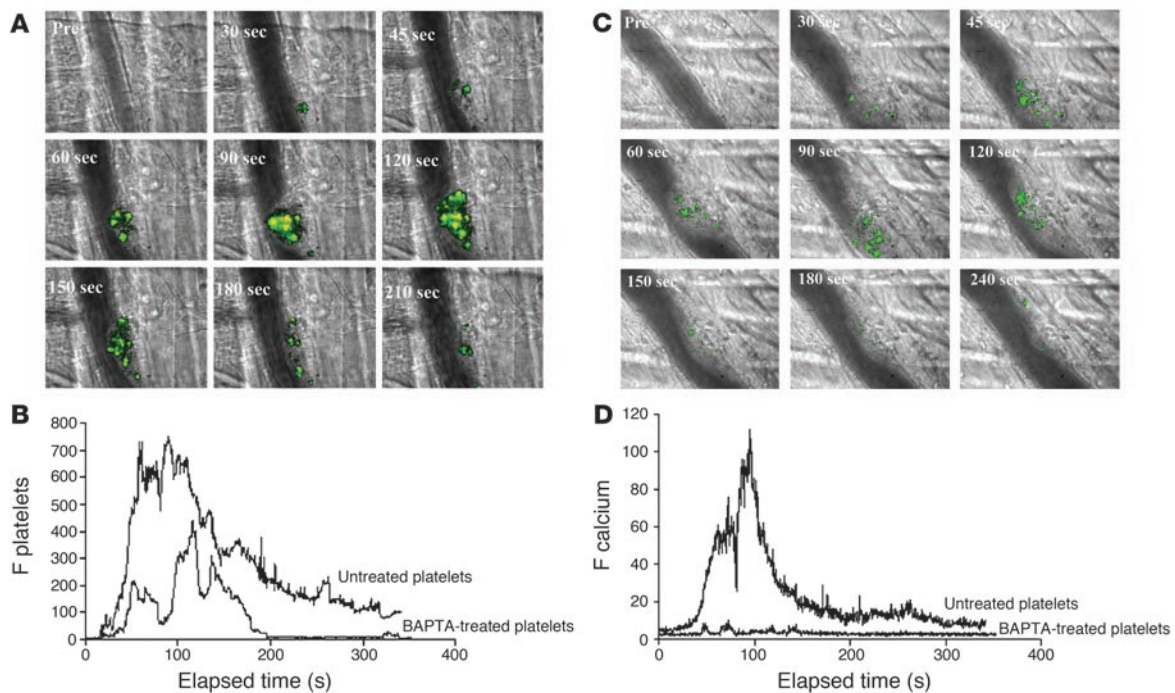 A
Pre
30 sec
45 sec
60 sec
90 sec
120 sec
150 sec
180 sec
210 sec
C
Pre
30 sec
45 sec
60 sec
90 sec
120 sec
150 sec
180 sec
240 sec
B
800
700
600
500
400
300
200
100
0
F platelets
Untreated platelets
BAPTA-treated platelets
0
100
200
300
400
Elapsed time (s)
D
120
100
80
60
40
20
0
F calcium
Untreated platelets
BAPTA-treated platelets
0
100
200
300
400
Elapsed time (s)